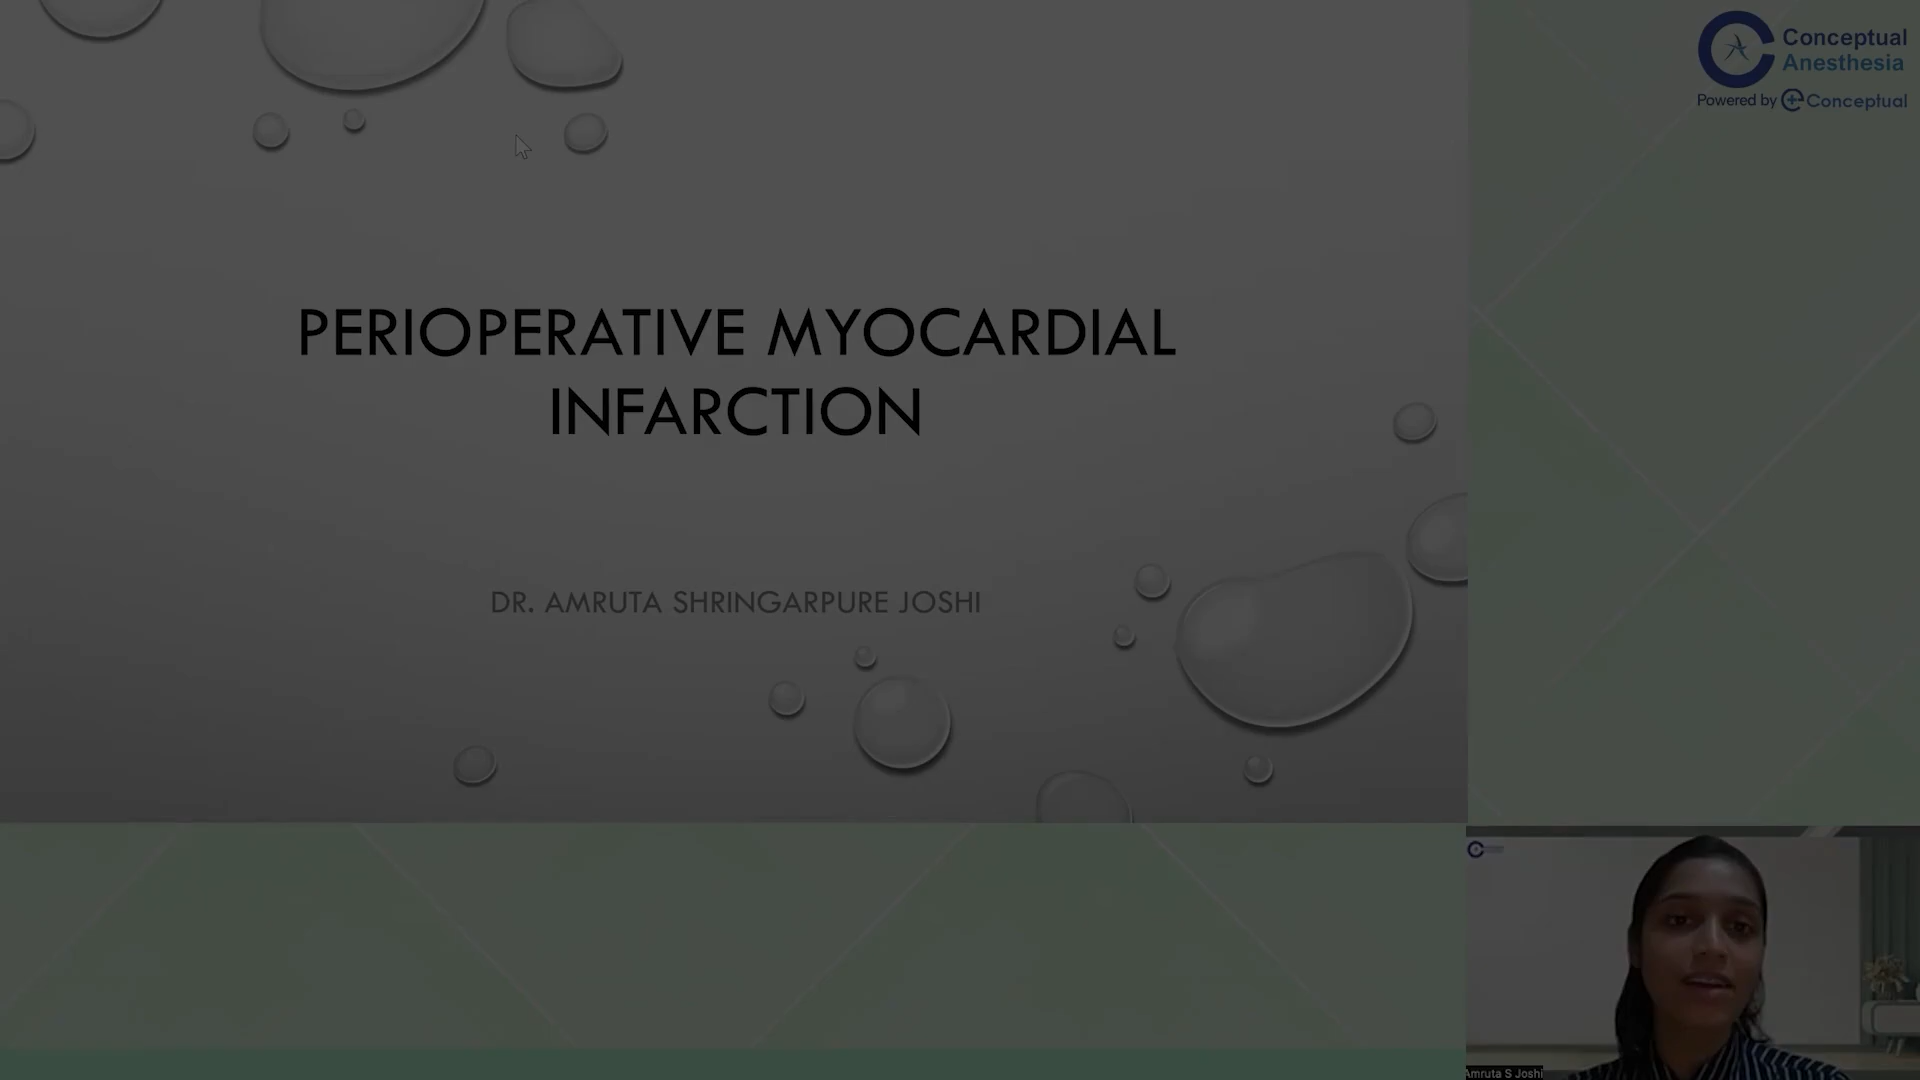 Conceptual
Anesthesia
Powered by Conceptual
PERIOPERATIVE MYOCARDIAL
INFARCTION
DR. AMRUTA SHRINGARPURE JOSHI
Amruta S Joshi